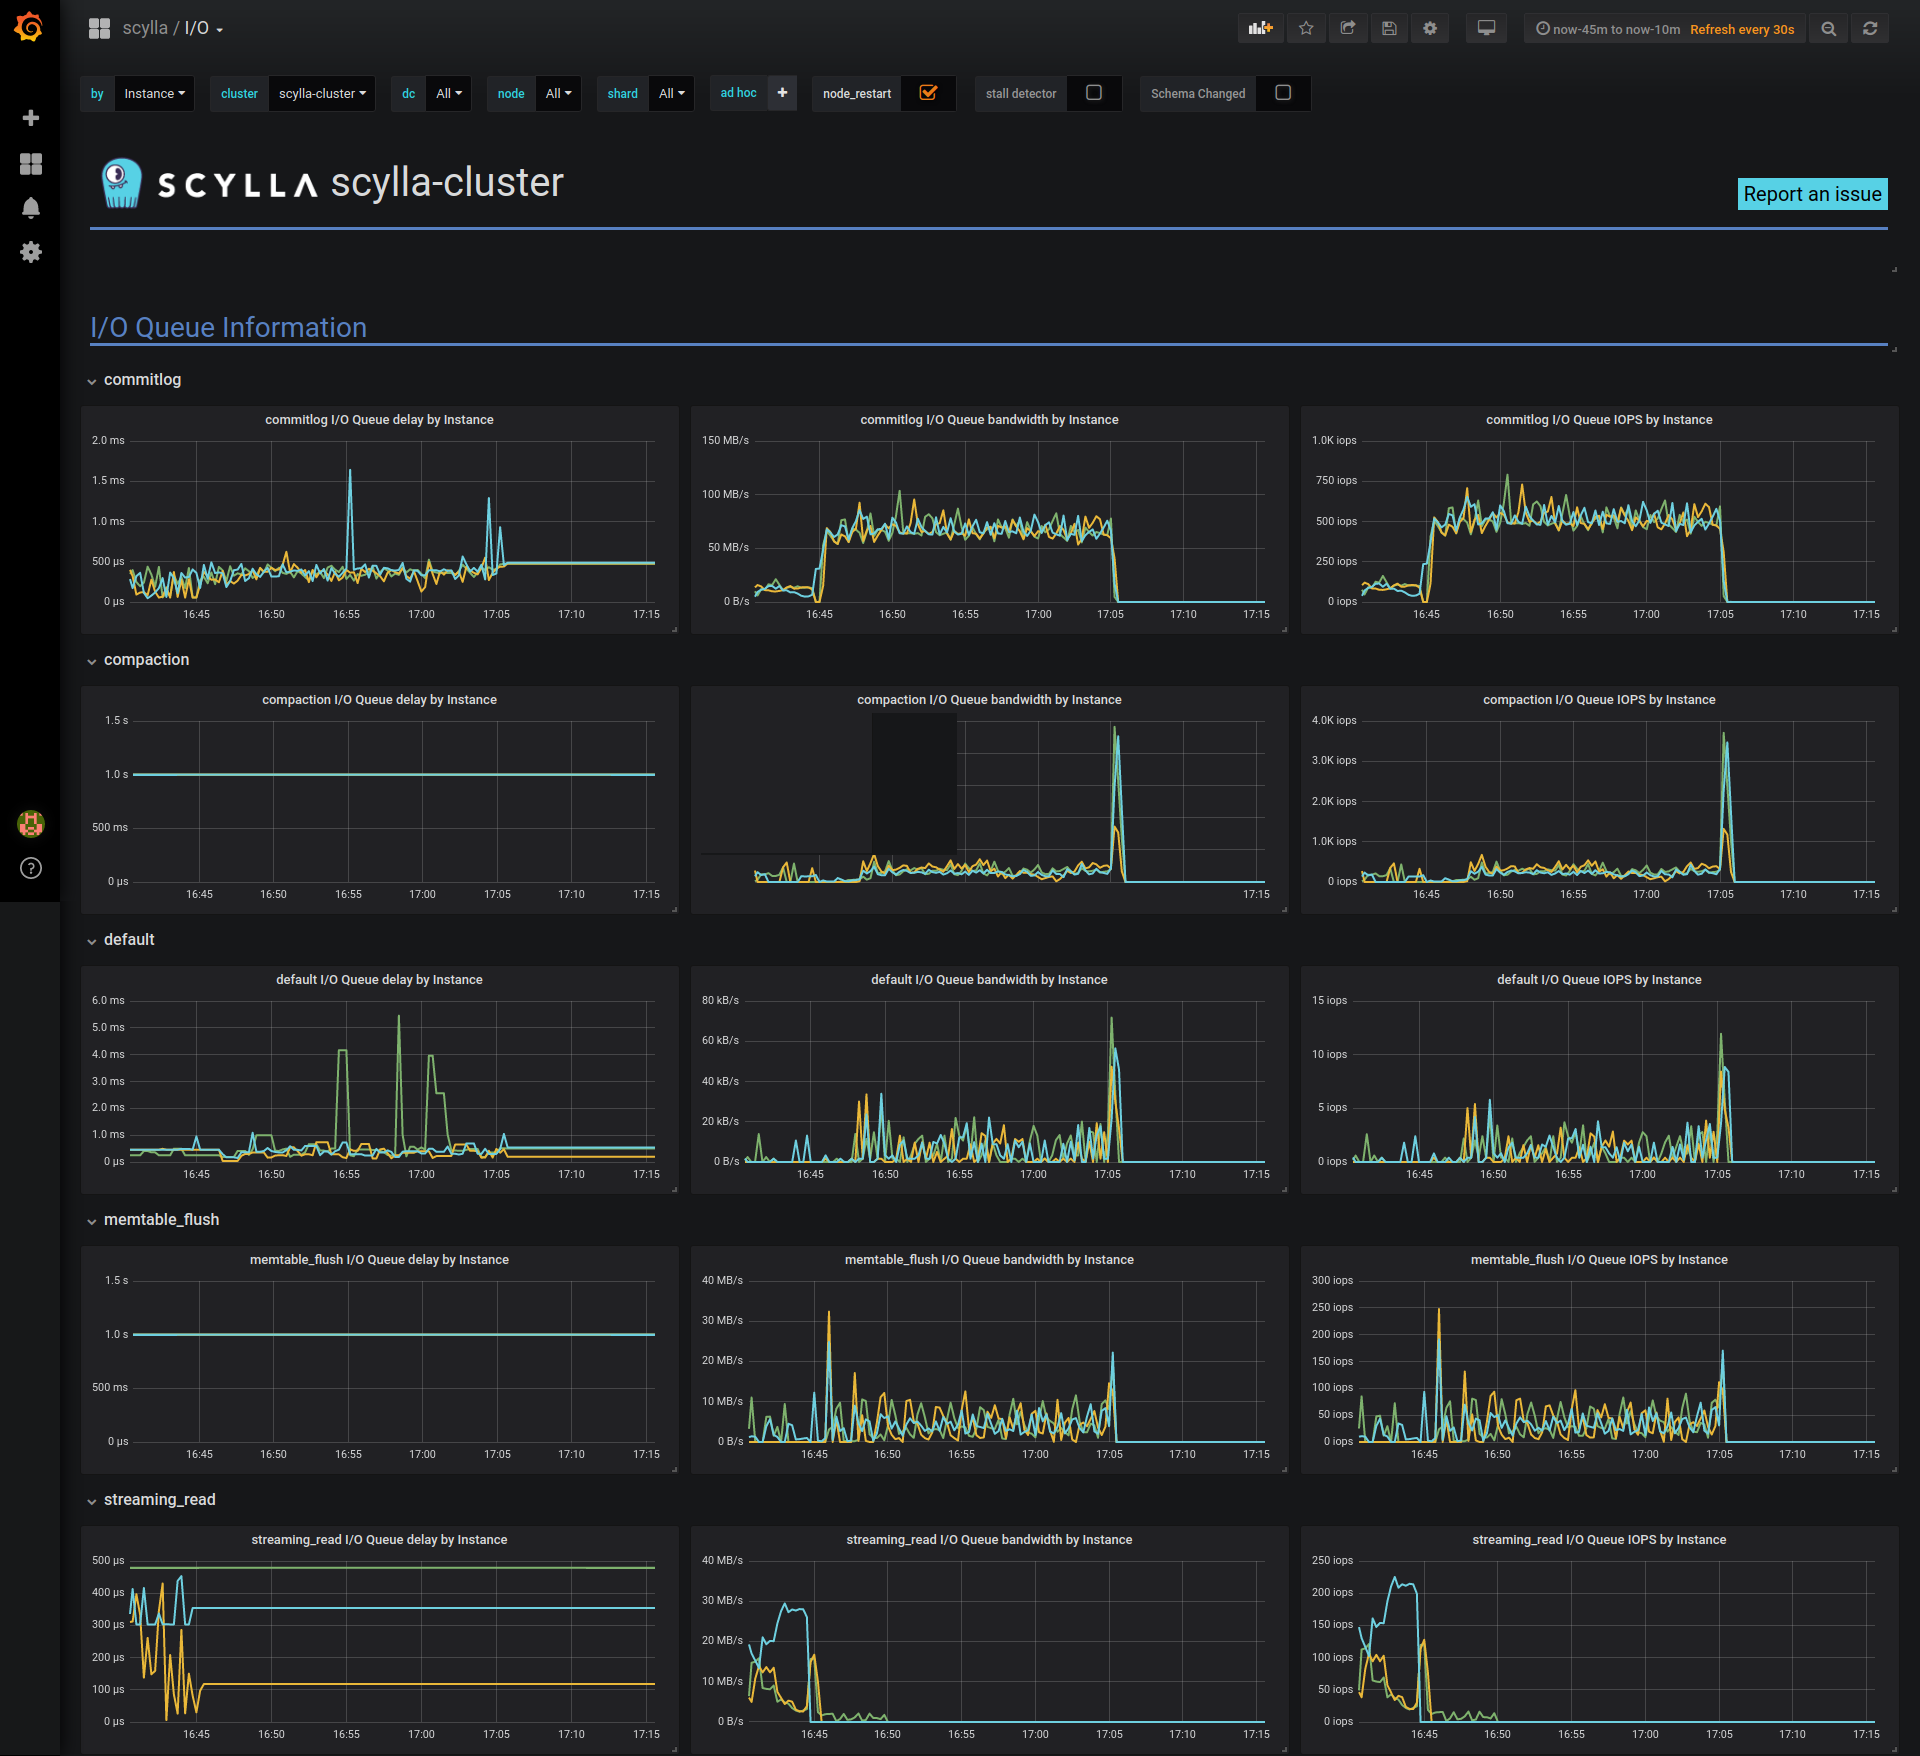 scylla / I/O
now-45m to now-10m Refresh every 30s
by Instance cluster scylla-cluster dc All node All shard All ad hoc + node_restart stall detector Schema Changed
SCYLLA scylla-cluster
Report an issue
I/O Queue Information
commitlog
commitlog I/O Queue delay by Instance
2.0 ms
1.5 ms
1.0 ms
500 µs
0 µs
16:45 16:50 16:55 17:00 17:05 17:10 17:15
commitlog I/O Queue bandwidth by Instance
150 MB/s
100 MB/s
50 MB/s
0 B/s
16:45 16:50 16:55 17:00 17:05 17:10 17:15
commitlog I/O Queue IOPS by Instance
1.0K iops
750 iops
500 iops
250 iops
0 iops
16:45 16:50 16:55 17:00 17:05 17:10 17:15
compaction
compaction I/O Queue delay by Instance
1.5 s
1.0 s
500 ms
0 µs
16:45 16:50 16:55 17:00 17:05 17:10 17:15
compaction I/O Queue bandwidth by Instance
17:15
compaction I/O Queue IOPS by Instance
4.0K iops
3.0K iops
2.0K iops
1.0K iops
0 iops
16:45 16:50 16:55 17:00 17:05 17:10 17:15
default
default I/O Queue delay by Instance
6.0 ms
5.0 ms
4.0 ms
3.0 ms
2.0 ms
1.0 ms
0 µs
16:45 16:50 16:55 17:00 17:05 17:10 17:15
default I/O Queue bandwidth by Instance
80 kB/s
60 kB/s
40 kB/s
20 kB/s
0 B/s
16:45 16:50 16:55 17:00 17:05 17:10 17:15
default I/O Queue IOPS by Instance
15 iops
10 iops
5 iops
0 iops
16:45 16:50 16:55 17:00 17:05 17:10 17:15
memtable_flush
memtable_flush I/O Queue delay by Instance
1.5 s
1.0 s
500 ms
0 µs
16:45 16:50 16:55 17:00 17:05 17:10 17:15
memtable_flush I/O Queue bandwidth by Instance
40 MB/s
30 MB/s
20 MB/s
10 MB/s
0 B/s
16:45 16:50 16:55 17:00 17:05 17:10 17:15
memtable_flush I/O Queue IOPS by Instance
300 iops
250 iops
200 iops
150 iops
100 iops
50 iops
0 iops
16:45 16:50 16:55 17:00 17:05 17:10 17:15
streaming_read
streaming_read I/O Queue delay by Instance
500 µs
400 µs
300 µs
200 µs
100 µs
0 µs
16:45 16:50 16:55 17:00 17:05 17:10 17:15
streaming_read I/O Queue bandwidth by Instance
40 MB/s
30 MB/s
20 MB/s
10 MB/s
0 B/s
16:45 16:50 16:55 17:00 17:05 17:10 17:15
streaming_read I/O Queue IOPS by Instance
250 iops
200 iops
150 iops
100 iops
50 iops
0 iops
16:45 16:50 16:55 17:00 17:05 17:10 17:15